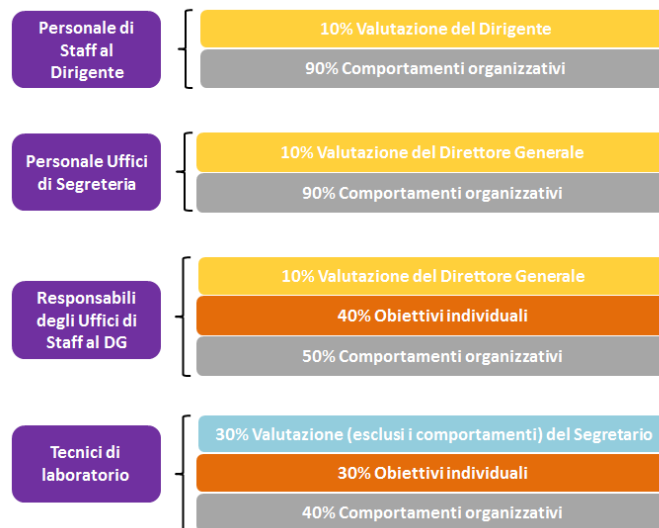 Personale di
Staff al
Dirigente
10% Valutazione del Dirigente
90% Comportamenti organizzativi
Personale Uffici
di Segreteria
10% Valutazione del Direttore Generale
90% Comportamenti organizzativi
Responsabili
degli Uffici di
Staff al DG
10% Valutazione del Direttore Generale
40% Obiettivi individuali
50% Comportamenti organizzativi
Tecnici di
laboratorio
30% Valutazione (esclusi i comportamenti) del Segretario
30% Obiettivi individuali
40% Comportamenti organizzativi